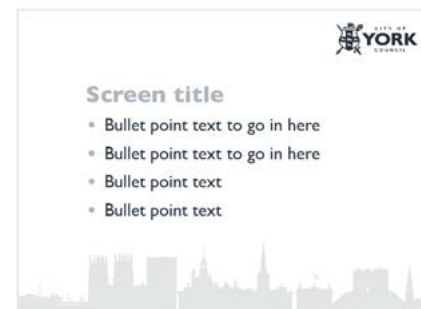 CITY OF
YORK
COUNCIL
Screen title
• Bullet point text to go in here
• Bullet point text to go in here
• Bullet point text
• Bullet point text